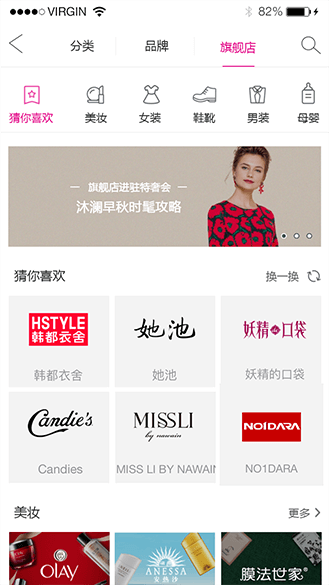 VIRGIN
82%
分类
品牌
旗舰店
猜你喜欢
美妆
女装
鞋靴
男装
母婴
旗舰店进驻特奢会
沐澜早秋时髦攻略
猜你喜欢
换一换
HSTYLE
韩都衣舍
她池
妖精的口袋
韩都衣舍
她池
妖精的口袋
Candie's
MISSLI
by nawain
NO1DARA
Candies
MISS LI BY NAWAIN
NO1DARA
美妆
更多
OLAY
ANESSA
安热沙
膜法世家